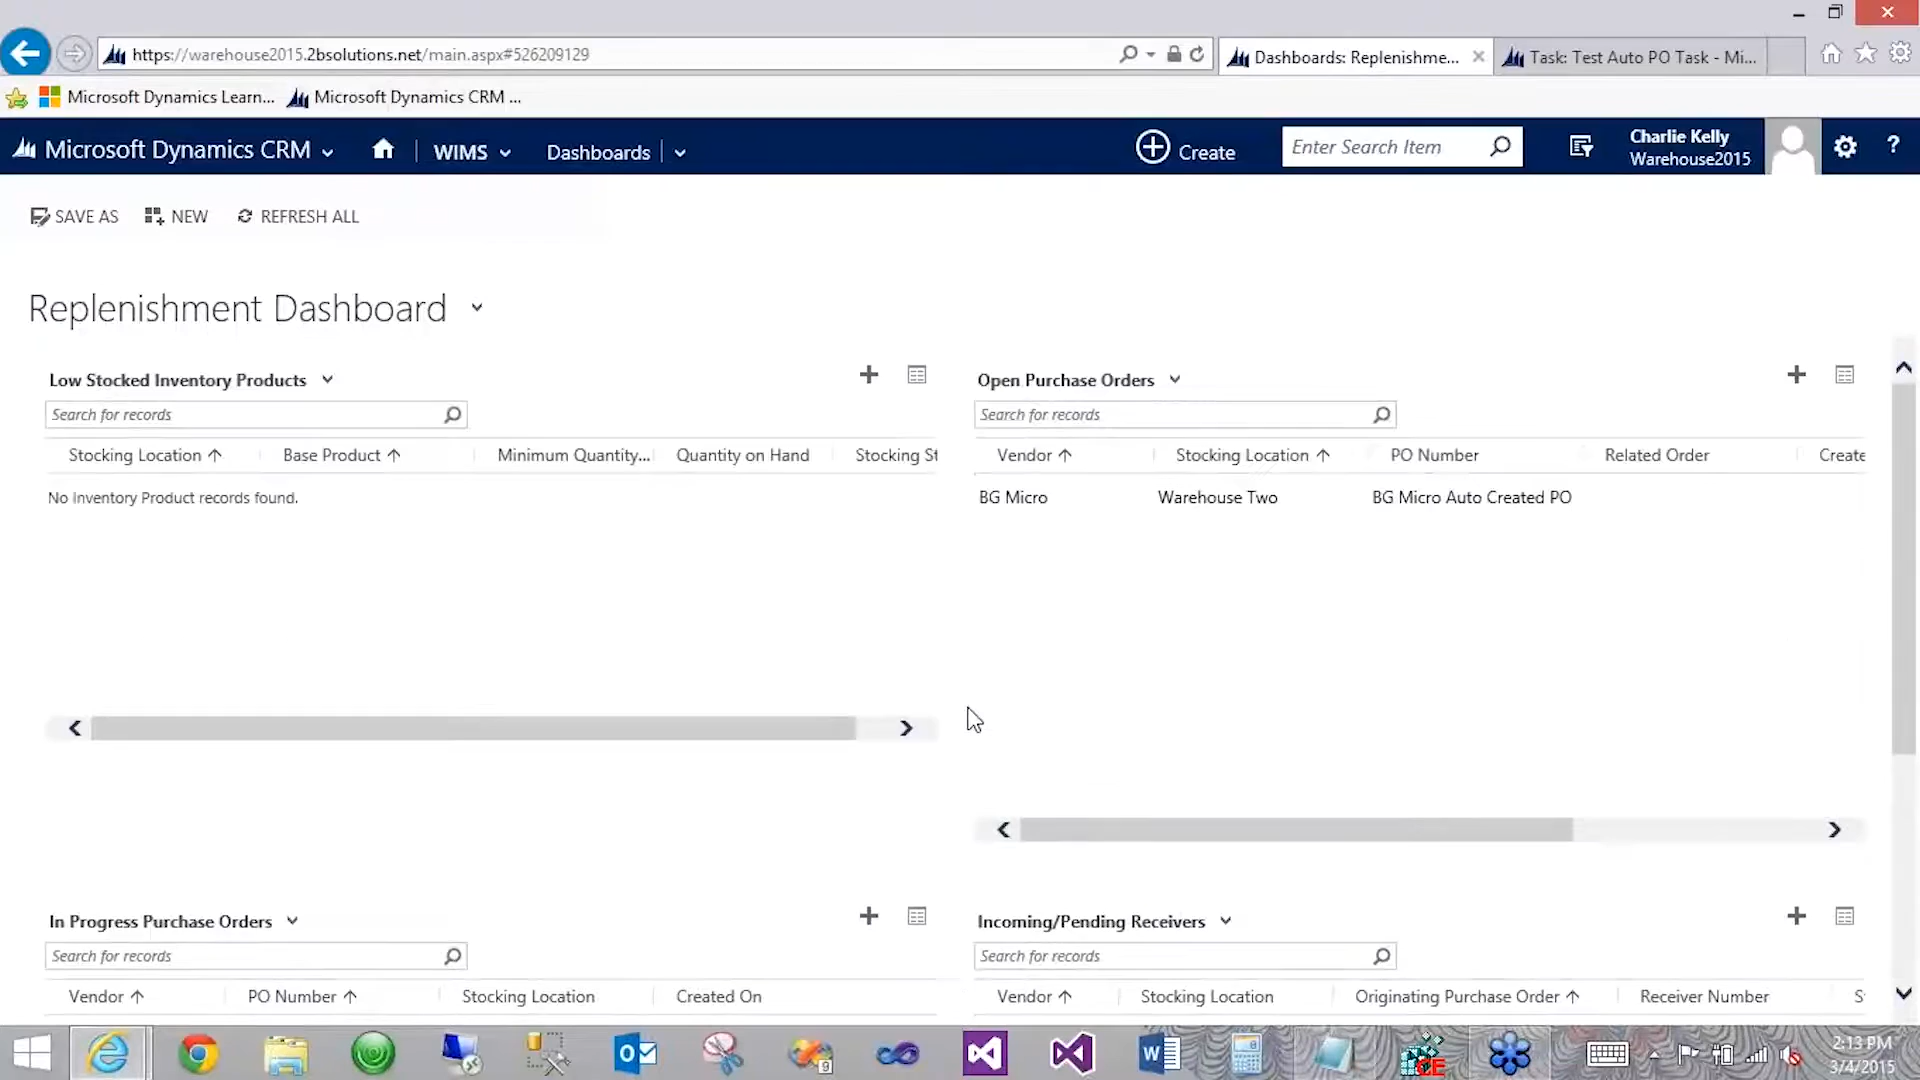 https://warehouse2015.2bsolutions.net/main.aspx#526209129
Dashboards: Replenishme...
Task: Test Auto PO Task - Mi...
Microsoft Dynamics Learn...
Microsoft Dynamics CRM ...
Microsoft Dynamics CRM
WIMS
Dashboards
Create
Enter Search Item
Charlie Kelly
Warehouse2015
?
SAVE AS
NEW
REFRESH ALL
Replenishment Dashboard
Low Stocked Inventory Products
Search for records
Stocking Location
Base Product
Minimum Quantity...
Quantity on Hand
Stocking St
No Inventory Product records found.
Open Purchase Orders
Search for records
Vendor
Stocking Location
PO Number
Related Order
Create
BG Micro
Warehouse Two
BG Micro Auto Created PO
In Progress Purchase Orders
Search for records
Vendor
PO Number
Stocking Location
Created On
Incoming/Pending Receivers
Search for records
Vendor
Stocking Location
Originating Purchase Order
Receiver Number
S
9
CE
2:13 PM
3/4/2015